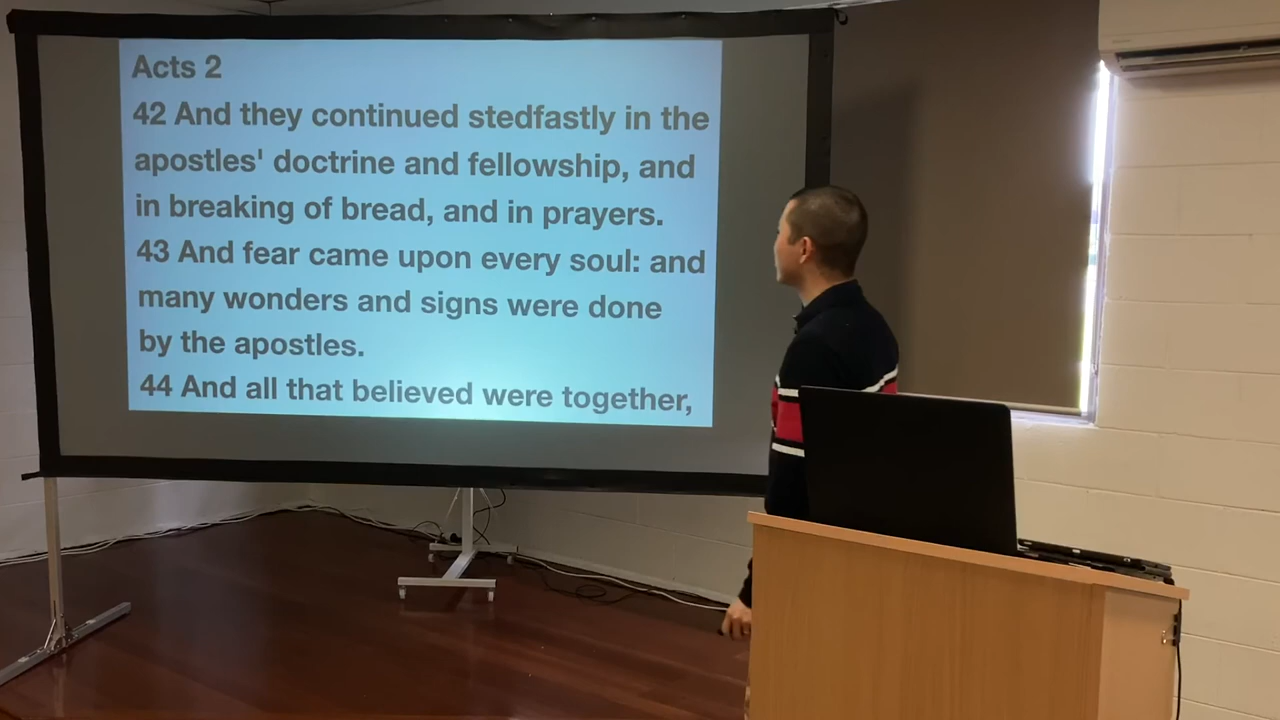 Acts 2
42 And they continued stedfastly in the
apostles' doctrine and fellowship, and
in breaking of bread, and in prayers.
43 And fear came upon every soul: and
many wonders and signs were done
by the apostles.
44 And all that believed were together,